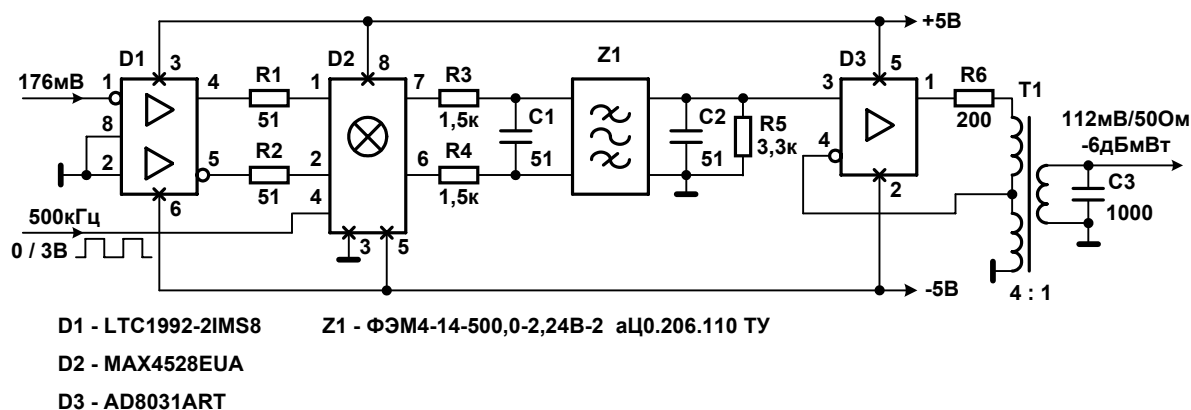 +5В
D1
D2
Z1
D3
3
8
5
176мВ
1
4
R1
1
7
R3
3
1
R6
T1
51
1,5к
C1
C2
R5
3,3к
200
112мВ/50Ом
-6дБмВт
8
2
5
R2
2
6
R4
51
51
4
51
1,5к
4
C3
1000
6
500кГц
0 / 3В
3
5
2
-5В
4 : 1
D1 - LTC1992-2IMS8
Z1 - ФЭМ4-14-500,0-2,24В-2 аЦ0.206.110 ТУ
D2 - MAX4528EUA
D3 - AD8031ART